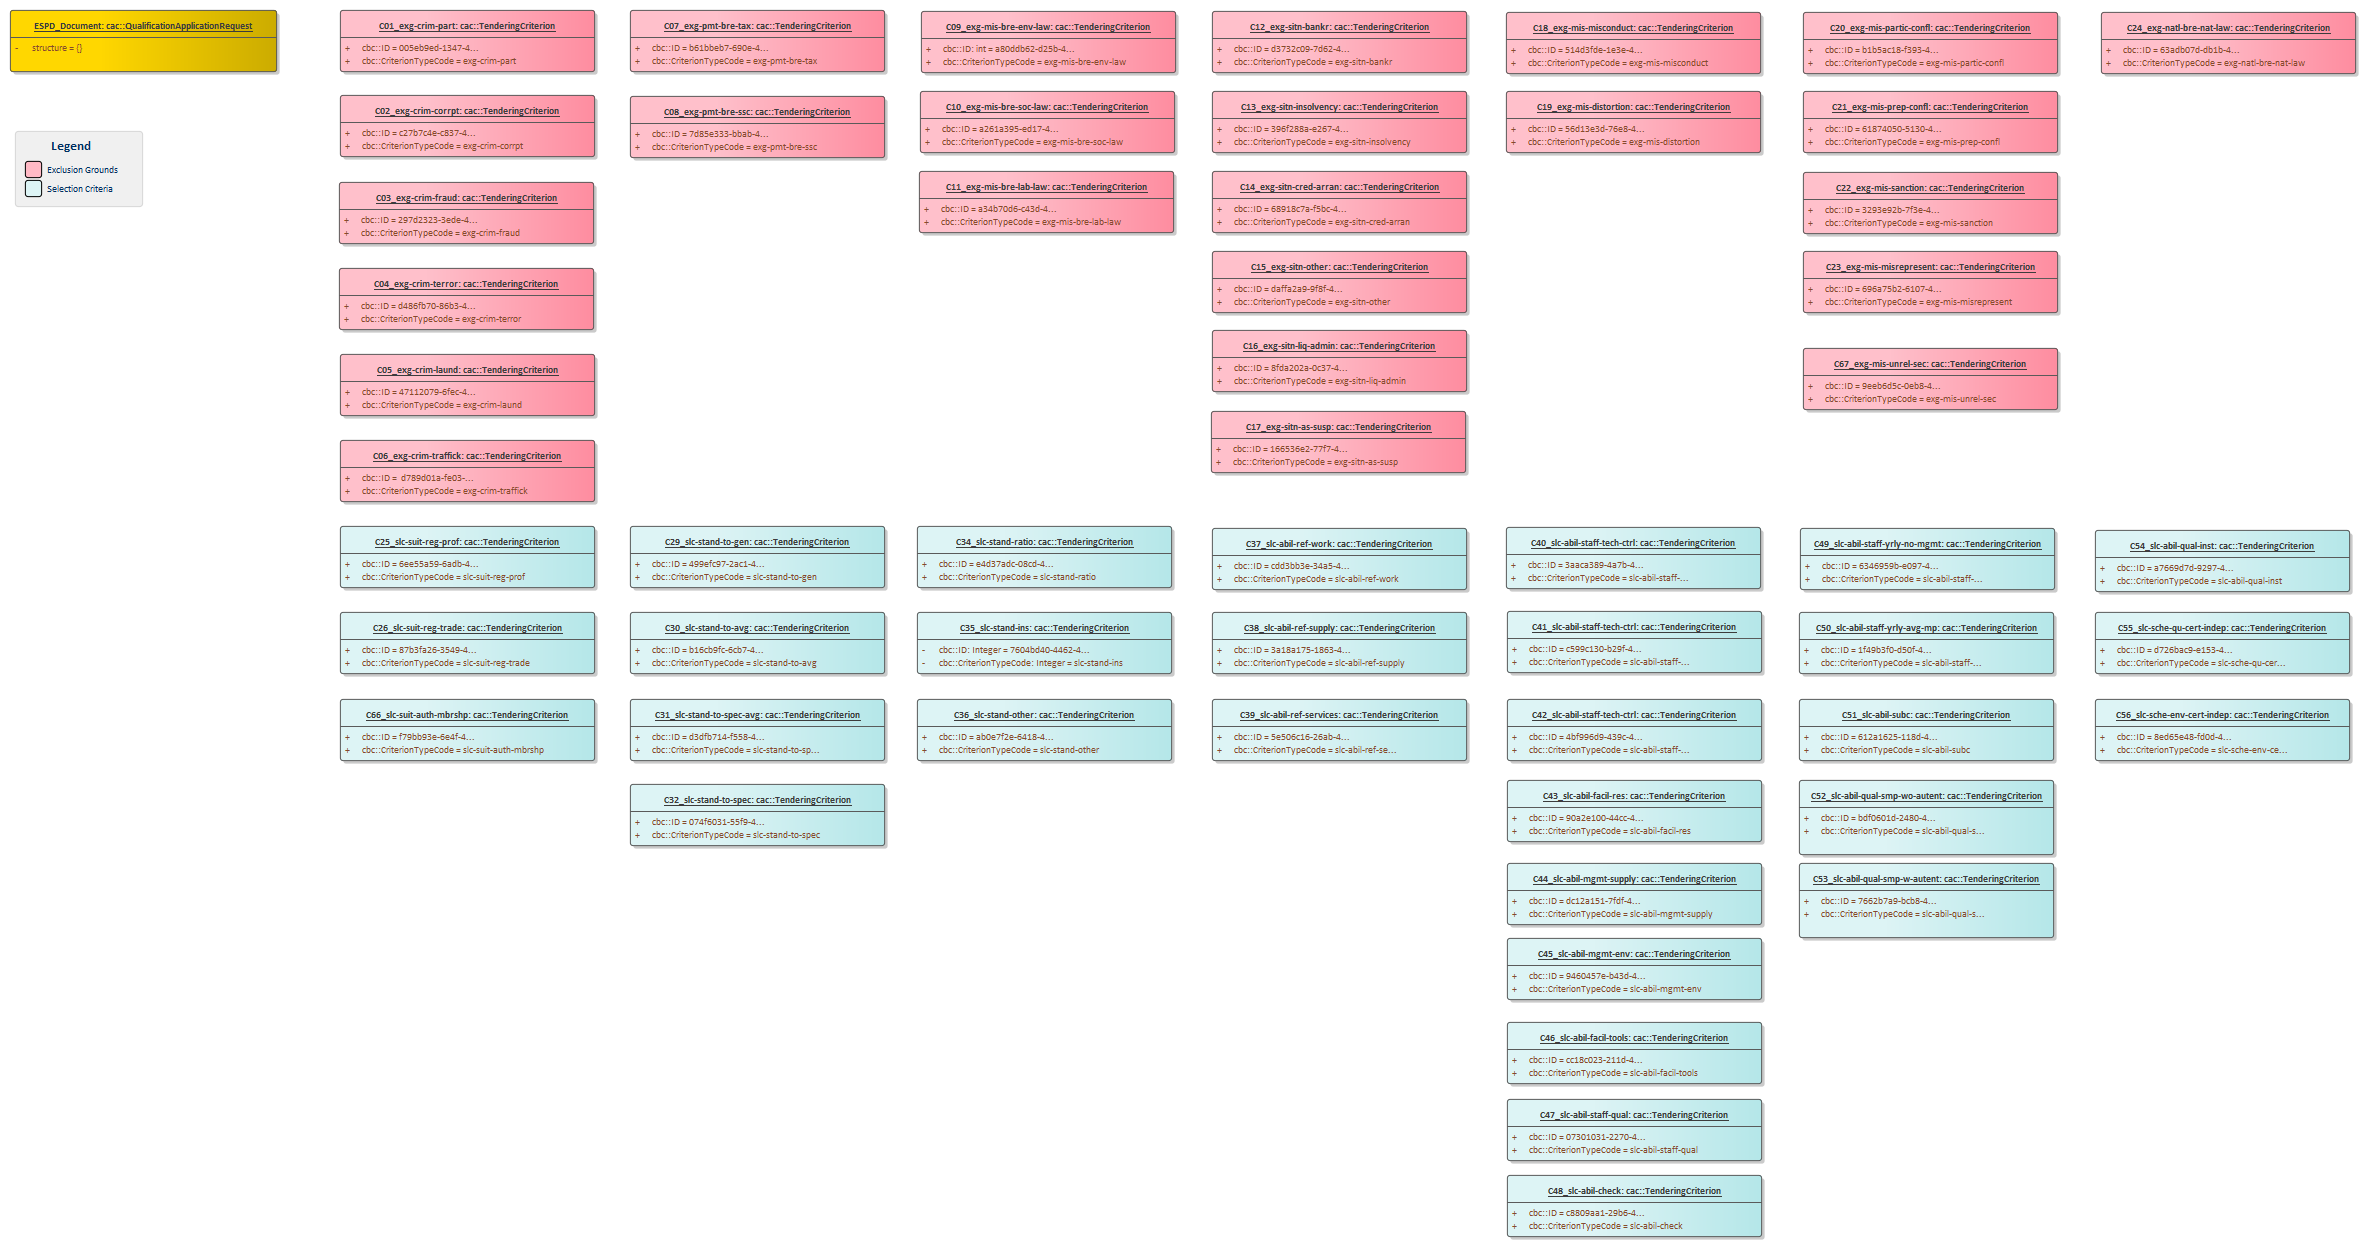 ESPD_Document: cac::QualificationApplicationRequest
- structure = {}
Legend
Exclusion Grounds
Selection Criteria
C01_exg-crim-part: cac::TenderingCriterion
+ cbc::ID = 005eb9ed-1347-4...
+ cbc::CriterionTypeCode = exg-crim-part
C02_exg-crim-corrpt: cac::TenderingCriterion
+ cbc::ID = c27b7c4e-c837-4...
+ cbc::CriterionTypeCode = exg-crim-corrpt
C03_exg-crim-fraud: cac::TenderingCriterion
+ cbc::ID = 297d2323-3ede-4...
+ cbc::CriterionTypeCode = exg-crim-fraud
C04_exg-crim-terror: cac::TenderingCriterion
+ cbc::ID = d486fb70-86b3-4...
+ cbc::CriterionTypeCode = exg-crim-terror
C05_exg-crim-laund: cac::TenderingCriterion
+ cbc::ID = 47112079-6fec-4...
+ cbc::CriterionTypeCode = exg-crim-laund
C06_exg-crim-traffick: cac::TenderingCriterion
+ cbc::ID = d789d01a-fe03-...
+ cbc::CriterionTypeCode = exg-crim-traffick
C07_exg-pmt-bre-tax: cac::TenderingCriterion
+ cbc::ID = b61bbeb7-690e-4...
+ cbc::CriterionTypeCode = exg-pmt-bre-tax
C08_exg-pmt-bre-ssc: cac::TenderingCriterion
+ cbc::ID = 7d85e333-bbab-4...
+ cbc::CriterionTypeCode = exg-pmt-bre-ssc
C09_exg-mis-bre-env-law: cac::TenderingCriterion
+ cbc::ID: int = a80ddb62-d25b-4...
+ cbc::CriterionTypeCode = exg-mis-bre-env-law
C10_exg-mis-bre-soc-law: cac::TenderingCriterion
+ cbc::ID = a261a395-ed17-4...
+ cbc::CriterionTypeCode = exg-mis-bre-soc-law
C11_exg-mis-bre-lab-law: cac::TenderingCriterion
+ cbc::ID = a34b70d6-c43d-4...
+ cbc::CriterionTypeCode = exg-mis-bre-lab-law
C12_exg-sitn-bankr: cac::TenderingCriterion
+ cbc::ID = d3732c09-7d62-4...
+ cbc::CriterionTypeCode = exg-sitn-bankr
C13_exg-sitn-insolvency: cac::TenderingCriterion
+ cbc::ID = 396f288a-e267-4...
+ cbc::CriterionTypeCode = exg-sitn-insolvency
C14_exg-sitn-cred-arran: cac::TenderingCriterion
+ cbc::ID = 68918c7a-f5bc-4...
+ cbc::CriterionTypeCode = exg-sitn-cred-arran
C15_exg-sitn-other: cac::TenderingCriterion
+ cbc::ID = daffa2a9-9f8f-4...
+ cbc::CriterionTypeCode = exg-sitn-other
C16_exg-sitn-liq-admin: cac::TenderingCriterion
+ cbc::ID = 8fda202a-0c37-4...
+ cbc::CriterionTypeCode = exg-sitn-liq-admin
C17_exg-sitn-as-susp: cac::TenderingCriterion
+ cbc::ID = 166536e2-77f7-4...
+ cbc::CriterionTypeCode = exg-sitn-as-susp
C18_exg-mis-misconduct: cac::TenderingCriterion
+ cbc::ID = 514d3fde-1e3e-4...
+ cbc::CriterionTypeCode = exg-mis-misconduct
C19_exg-mis-distortion: cac::TenderingCriterion
+ cbc::ID = 56d13e3d-76e8-4...
+ cbc::CriterionTypeCode = exg-mis-distortion
C20_exg-mis-partic-confl: cac::TenderingCriterion
+ cbc::ID = b1b5ac18-f393-4...
+ cbc::CriterionTypeCode = exg-mis-partic-confl
C21_exg-mis-prep-confl: cac::TenderingCriterion
+ cbc::ID = 61874050-5130-4...
+ cbc::CriterionTypeCode = exg-mis-prep-confl
C22_exg-mis-sanction: cac::TenderingCriterion
+ cbc::ID = 3293e92b-7f3e-4...
+ cbc::CriterionTypeCode = exg-mis-sanction
C23_exg-mis-misrepresent: cac::TenderingCriterion
+ cbc::ID = 696a75b2-6107-4...
+ cbc::CriterionTypeCode = exg-mis-misrepresent
C67_exg-mis-unrel-sec: cac::TenderingCriterion
+ cbc::ID = 9eeb6d5c-0eb8-4...
+ cbc::CriterionTypeCode = exg-mis-unrel-sec
C24_exg-natl-bre-nat-law: cac::TenderingCriterion
+ cbc::ID = 63adb07d-db1b-4...
+ cbc::CriterionTypeCode = exg-natl-bre-nat-law
C25_slc-suit-reg-prof: cac::TenderingCriterion
+ cbc::ID = 6ee55a59-6adb-4...
+ cbc::CriterionTypeCode = slc-suit-reg-prof
C26_slc-suit-reg-trade: cac::TenderingCriterion
+ cbc::ID = 87b3fa26-3549-4...
+ cbc::CriterionTypeCode = slc-suit-reg-trade
C66_slc-suit-auth-mbrshp: cac::TenderingCriterion
+ cbc::ID = f79bb93e-6e4f-4...
+ cbc::CriterionTypeCode = slc-suit-auth-mbrshp
C29_slc-stand-to-gen: cac::TenderingCriterion
+ cbc::ID = 499efc97-2ac1-4...
+ cbc::CriterionTypeCode = slc-stand-to-gen
C30_slc-stand-to-avg: cac::TenderingCriterion
+ cbc::ID = b16cb9fc-6cb7-4...
+ cbc::CriterionTypeCode = slc-stand-to-avg
C31_slc-stand-to-spec-avg: cac::TenderingCriterion
+ cbc::ID = d3dfb714-f558-4...
+ cbc::CriterionTypeCode = slc-stand-to-sp...
C32_slc-stand-to-spec: cac::TenderingCriterion
+ cbc::ID = 074f6031-55f9-4...
+ cbc::CriterionTypeCode = slc-stand-to-spec
C34_slc-stand-ratio: cac::TenderingCriterion
+ cbc::ID = e4d37adc-08cd-4...
+ cbc::CriterionTypeCode = slc-stand-ratio
C35_slc-stand-ins: cac::TenderingCriterion
- cbc::ID: Integer = 7604bd40-4462-4...
- cbc::CriterionTypeCode: Integer = slc-stand-ins
C36_slc-stand-other: cac::TenderingCriterion
+ cbc::ID = ab0e7f2e-6418-4...
+ cbc::CriterionTypeCode = slc-stand-other
C37_slc-abil-ref-work: cac::TenderingCriterion
+ cbc::ID = cdd3bb3e-34a5-4...
+ cbc::CriterionTypeCode = slc-abil-ref-work
C38_slc-abil-ref-supply: cac::TenderingCriterion
+ cbc::ID = 3a18a175-1863-4...
+ cbc::CriterionTypeCode = slc-abil-ref-supply
C39_slc-abil-ref-services: cac::TenderingCriterion
+ cbc::ID = 5e506c16-26ab-4...
+ cbc::CriterionTypeCode = slc-abil-ref-se...
C40_slc-abil-staff-tech-ctrl: cac::TenderingCriterion
+ cbc::ID = 3aaca389-4a7b-4...
+ cbc::CriterionTypeCode = slc-abil-staff-...
C41_slc-abil-staff-tech-ctrl: cac::TenderingCriterion
+ cbc::ID = c599c130-b29f-4...
+ cbc::CriterionTypeCode = slc-abil-staff-...
C42_slc-abil-staff-tech-ctrl: cac::TenderingCriterion
+ cbc::ID = 4bf996d9-439c-4...
+ cbc::CriterionTypeCode = slc-abil-staff-...
C43_slc-abil-facil-res: cac::TenderingCriterion
+ cbc::ID = 90a2e100-44cc-4...
+ cbc::CriterionTypeCode = slc-abil-facil-res
C44_slc-abil-mgmt-supply: cac::TenderingCriterion
+ cbc::ID = dc12a151-7fdf-4...
+ cbc::CriterionTypeCode = slc-abil-mgmt-supply
C45_slc-abil-mgmt-env: cac::TenderingCriterion
+ cbc::ID = 9460457e-b43d-4...
+ cbc::CriterionTypeCode = slc-abil-mgmt-env
C46_slc-abil-facil-tools: cac::TenderingCriterion
+ cbc::ID = cc18c023-211d-4...
+ cbc::CriterionTypeCode = slc-abil-facil-tools
C47_slc-abil-staff-qual: cac::TenderingCriterion
+ cbc::ID = 07301031-2270-4...
+ cbc::CriterionTypeCode = slc-abil-staff-qual
C48_slc-abil-check: cac::TenderingCriterion
+ cbc::ID = c8809aa1-29b6-4...
+ cbc::CriterionTypeCode = slc-abil-check
C49_slc-abil-staff-yrly-no-mgmt: cac::TenderingCriterion
+ cbc::ID = 6346959b-e097-4...
+ cbc::CriterionTypeCode = slc-abil-staff-...
C50_slc-abil-staff-yrly-avg-mp: cac::TenderingCriterion
+ cbc::ID = 1f49b3f0-d50f-4...
+ cbc::CriterionTypeCode = slc-abil-staff-...
C51_slc-abil-subc: cac::TenderingCriterion
+ cbc::ID = 612a1625-118d-4...
+ cbc::CriterionTypeCode = slc-abil-subc
C52_slc-abil-qual-smp-wo-autent: cac::TenderingCriterion
+ cbc::ID = bdf0601d-2480-4...
+ cbc::CriterionTypeCode = slc-abil-qual-s...
C53_slc-abil-qual-smp-w-autent: cac::TenderingCriterion
+ cbc::ID = 7662b7a9-bcb8-4...
+ cbc::CriterionTypeCode = slc-abil-qual-s...
C54_slc-abil-qual-inst: cac::TenderingCriterion
+ cbc::ID = a7669d7d-9297-4...
+ cbc::CriterionTypeCode = slc-abil-qual-inst
C55_slc-sche-qu-cert-indep: cac::TenderingCriterion
+ cbc::ID = d726bac9-e153-4...
+ cbc::CriterionTypeCode = slc-sche-qu-cer...
C56_slc-sche-env-cert-indep: cac::TenderingCriterion
+ cbc::ID = 8ed65e48-fd0d-4...
+ cbc::CriterionTypeCode = slc-sche-env-ce...